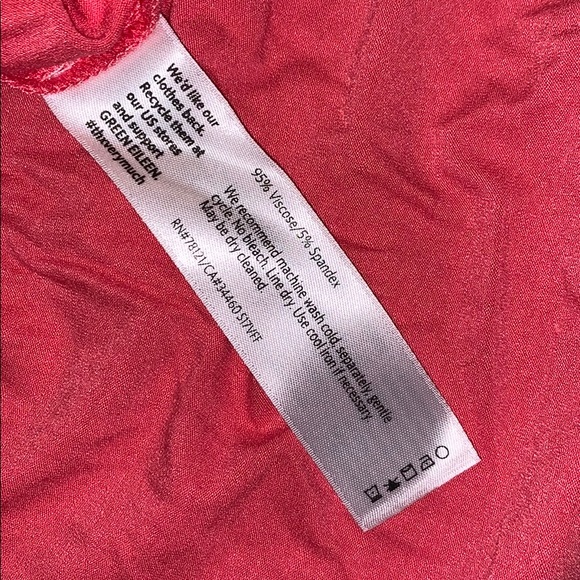 We'd like our
clothes back.
Recycle them at
our US stores
and support
GREEN EILEEN.
#thxverymuch
95% Viscose/5% Spandex
We recommend machine wash cold, separately, gentle
cycle. No bleach. Line dry. Use cool iron if necessary.
May be dry cleaned.
RN#78121/CA#34460 S17VFF